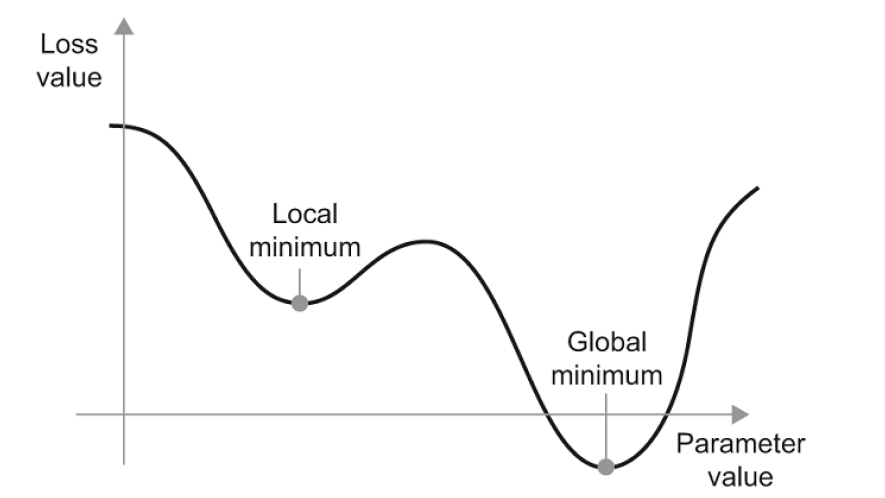 Loss
value
Local
minimum
Global
minimum
Parameter
value